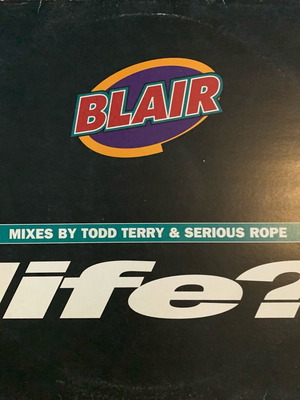 BLAIR
MIXES BY TODD TERRY & SERIOUS ROPE
life?